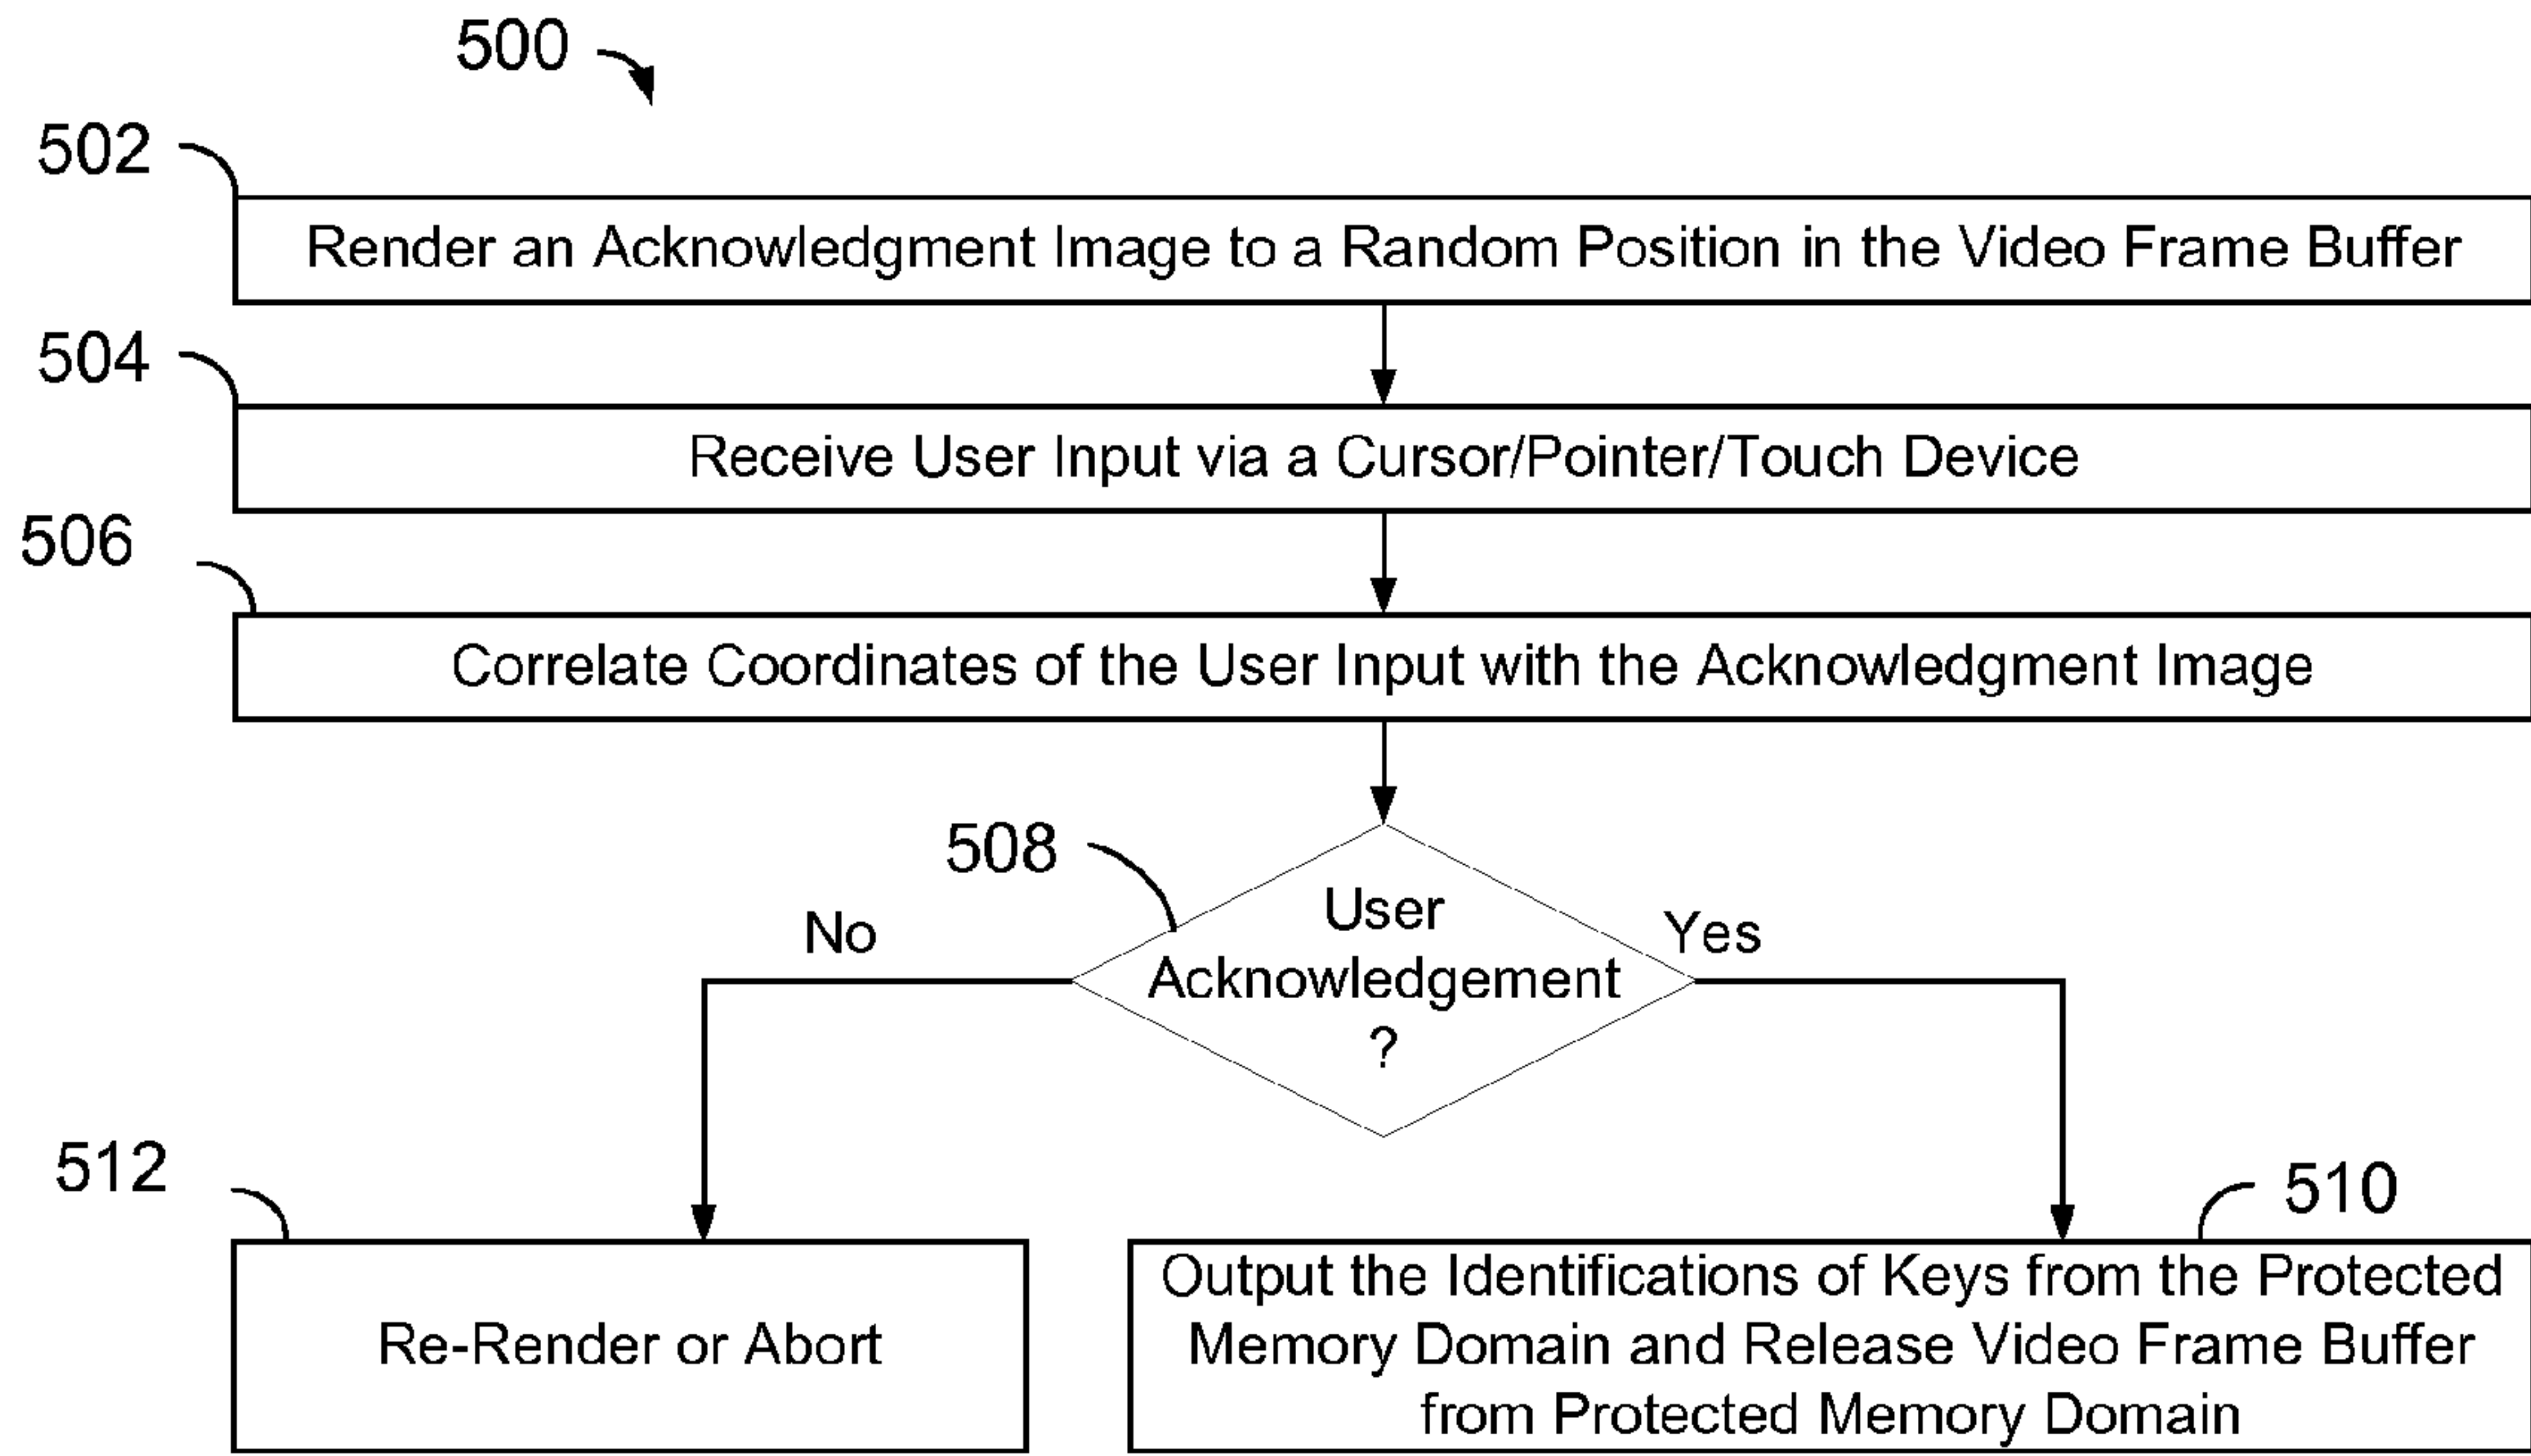 500
502
Render an Acknowledgment Image to a Random Position in the Video Frame Buffer
504
Receive User Input via a Cursor/Pointer/Touch Device
506
Correlate Coordinates of the User Input with the Acknowledgment Image
508
User
Acknowledgement
?
No
Yes
512
Re-Render or Abort
510
Output the Identifications of Keys from the Protected
Memory Domain and Release Video Frame Buffer
from Protected Memory Domain